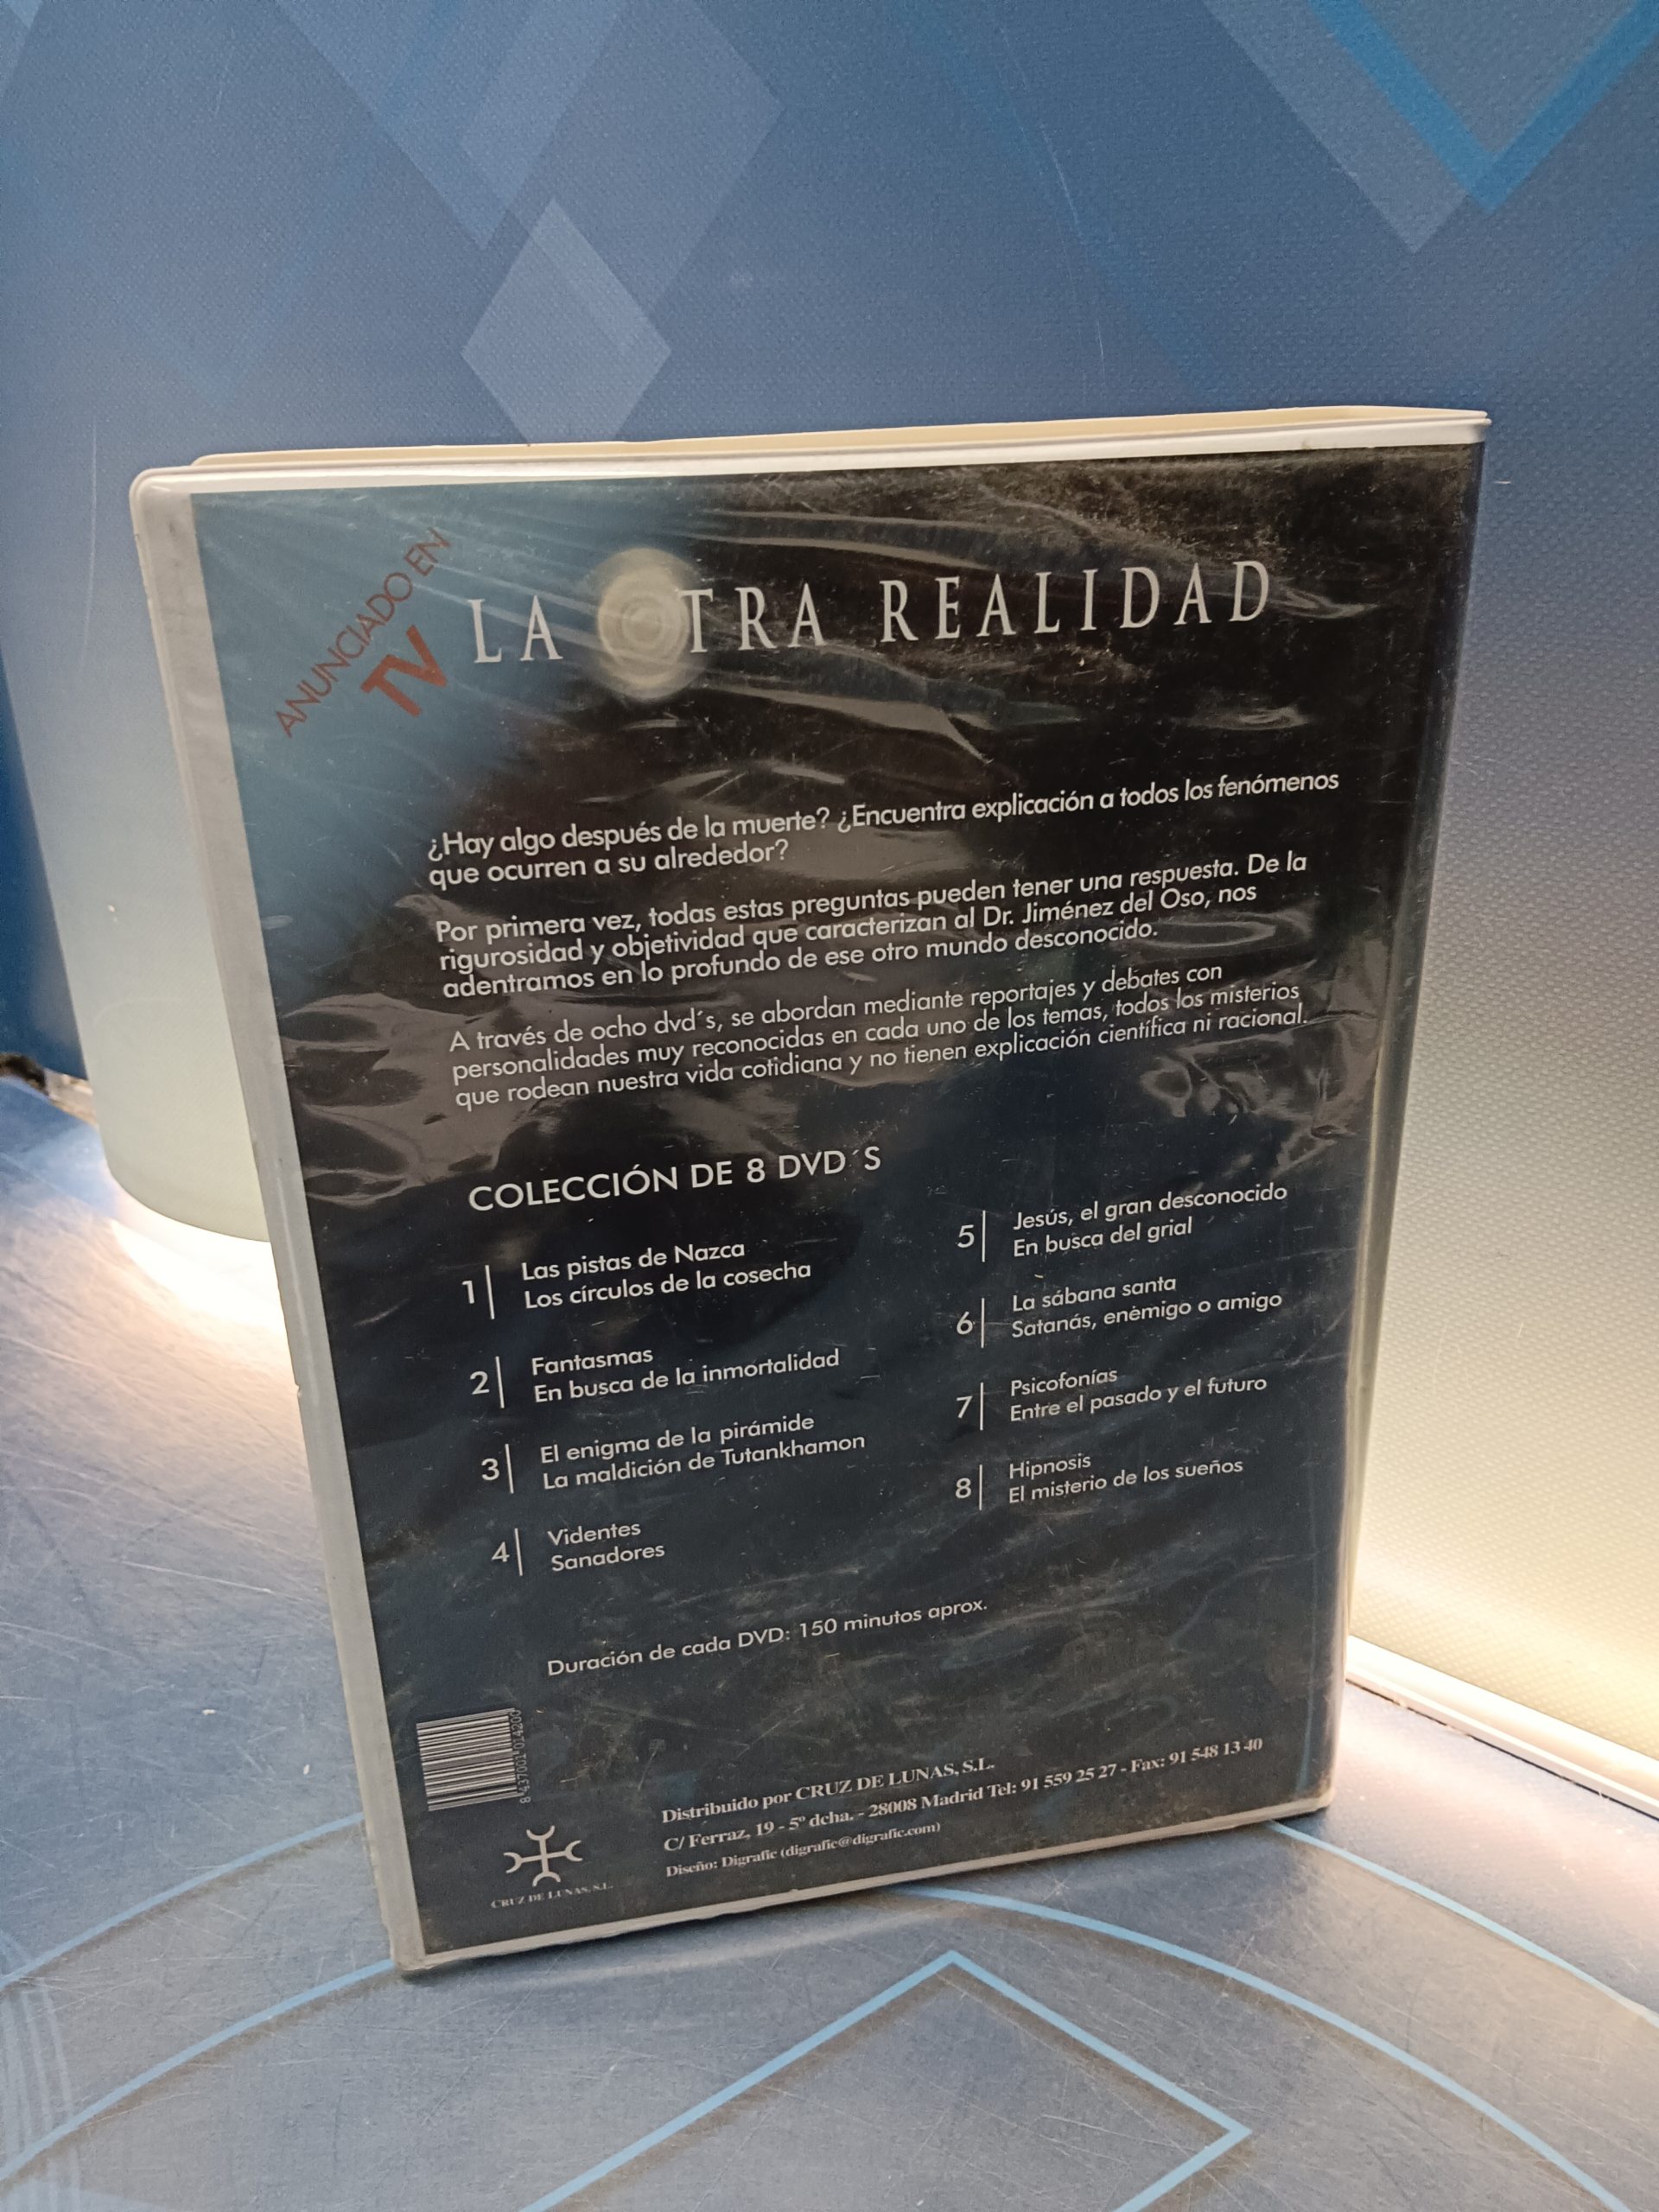 ANUNCIADO EN
TV
LA OTRA REALIDAD
¿Hay algo después de la muerte? ¿Encuentra explicación a todos los fenómenos
que ocurren a su alrededor?
Por primera vez, todas estas preguntas pueden tener una respuesta. De la
rigurosidad y objetividad que caracterizan al Dr. Jiménez del Oso, nos
adentramos en lo profundo de ese otro mundo desconocido.
A través de ocho dvd´s, se abordan mediante reportajes y debates con
personalidades muy reconocidas en cada uno de los temas, todos los misterios
que rodean nuestra vida cotidiana y no tienen explicación científica ni racional.
COLECCIÓN DE 8 DVD´S
1 Las pistas de Nazca
Los círculos de la cosecha
2 Fantasmas
En busca de la inmortalidad
3 El enigma de la pirámide
La maldición de Tutankhamon
4 Videntes
Sanadores
5 Jesús, el gran desconocido
En busca del grial
6 La sábana santa
Satanás, enemigo o amigo
7 Psicofonías
Entre el pasado y el futuro
8 Hipnosis
El misterio de los sueños
Duración de cada DVD: 150 minutos aprox.
8 437001 014200
CRUZ DE LUNAS, S.L.
Distribuido por CRUZ DE LUNAS, S.L.
C/ Ferraz, 19 - 5º dcha. - 28008 Madrid Tel: 91 559 25 27 - Fax: 91 548 13 40
Diseño: Digrafic (digrafic@digrafic.com)